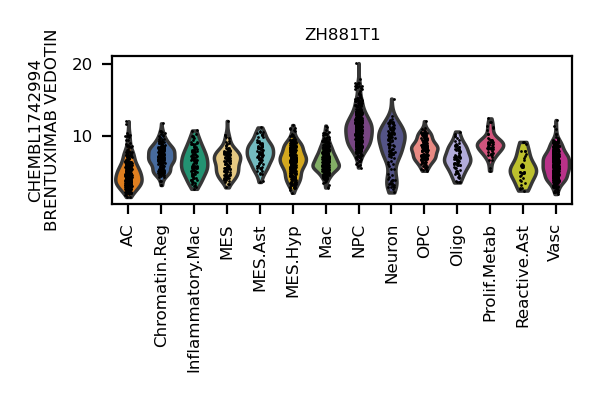 ZH881T1
CHEMBL1742994
BRENTUXIMAB VEDOTIN
20
10
AC
Chromatin.Reg
Inflammatory.Mac
MES
MES.Ast
MES.Hyp
Mac
NPC
Neuron
OPC
Oligo
Prolif.Metab
Reactive.Ast
Vasc